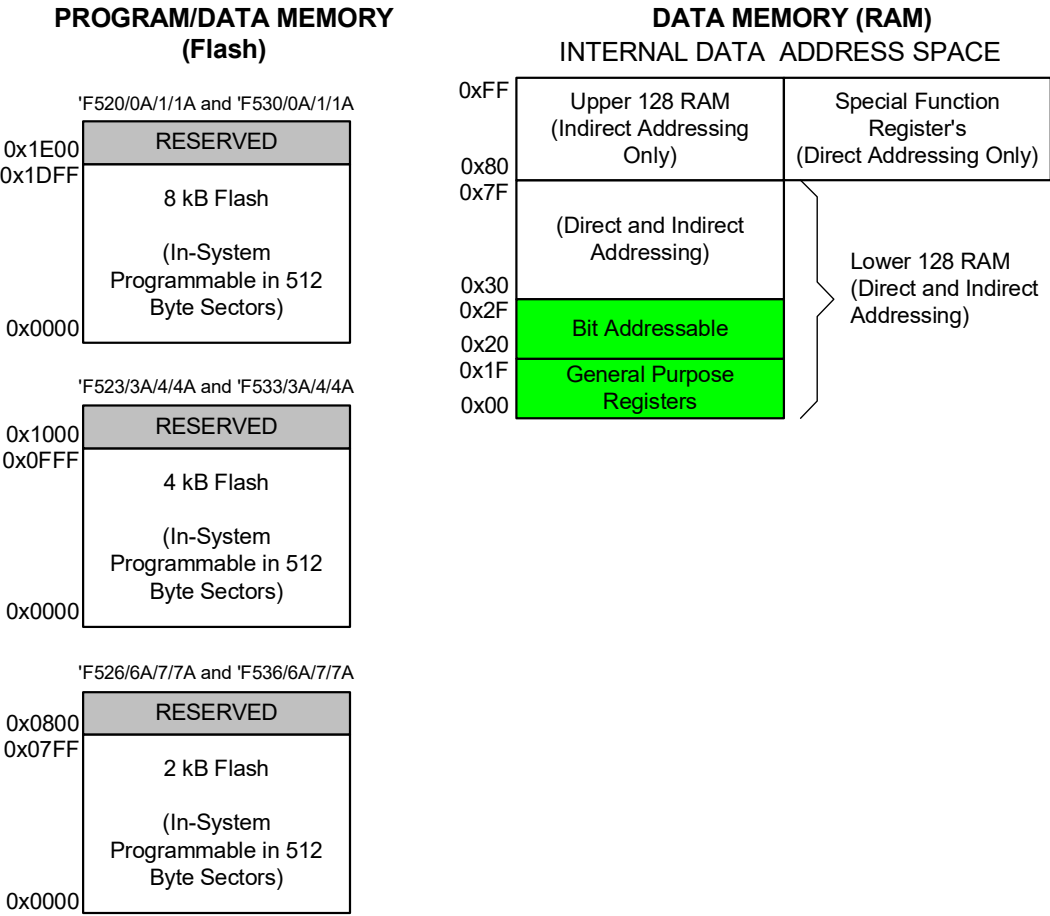 PROGRAM/DATA MEMORY
(Flash)
'F520/0A/1/1A and 'F530/0A/1/1A
RESERVED
0x1E00
0x1DFF
8 kB Flash
(In-System
Programmable in 512
Byte Sectors)
0x0000
'F523/3A/4/4A and 'F533/3A/4/4A
RESERVED
0x1000
0x0FFF
4 kB Flash
(In-System
Programmable in 512
Byte Sectors)
0x0000
'F526/6A/7/7A and 'F536/6A/7/7A
RESERVED
0x0800
0x07FF
2 kB Flash
(In-System
Programmable in 512
Byte Sectors)
0x0000
DATA MEMORY (RAM)
INTERNAL DATA ADDRESS SPACE
0xFF
Upper 128 RAM
(Indirect Addressing
Only)
0x80
Special Function
Register's
(Direct Addressing Only)
0x7F
(Direct and Indirect
Addressing)
0x30
0x2F
Bit Addressable
0x20
0x1F
General Purpose
Registers
0x00
Lower 128 RAM
(Direct and Indirect
Addressing)